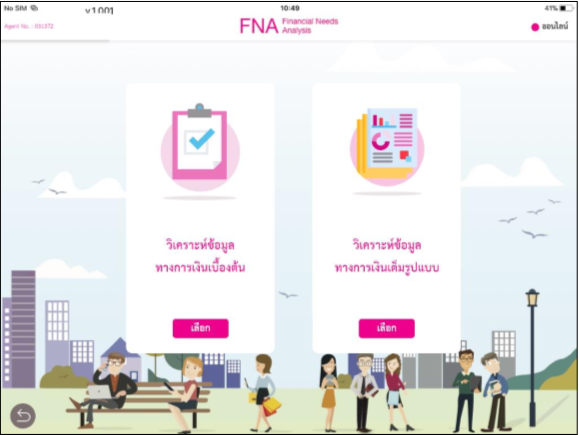 No SIM
10:49
41%
v.1.001
Agent No. : 031372
FNA Financial Needs
Analysis
ออนไลน์
วิเคราะห์ข้อมูล
ทางการเงินเบื้องต้น
เลือก
วิเคราะห์ข้อมูล
ทางการเงินเต็มรูปแบบ
เลือก